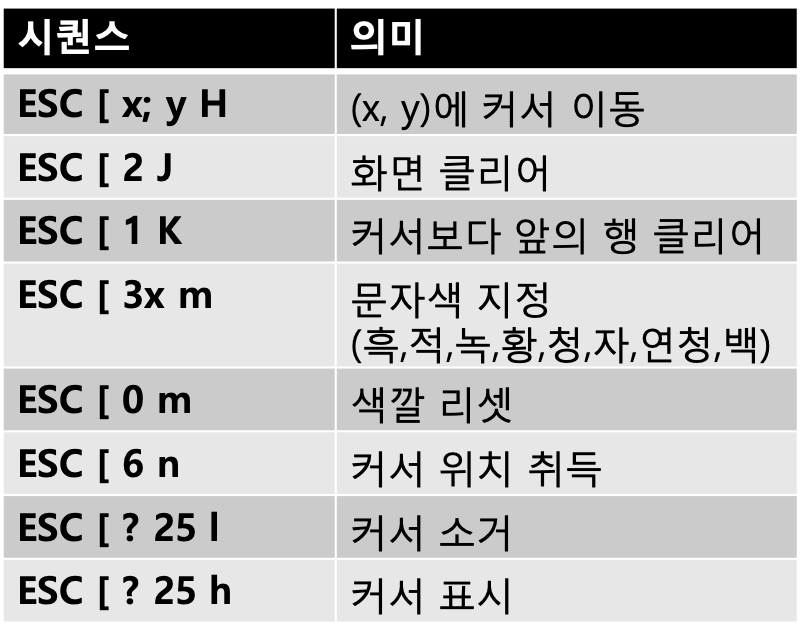 시퀀스 의미
ESC [ x; y H (x, y)에 커서 이동
ESC [ 2 J 화면 클리어
ESC [ 1 K 커서보다 앞의 행 클리어
ESC [ 3x m 문자색 지정
(흑,적,녹,황,청,자,연청,백)
ESC [ 0 m 색깔 리셋
ESC [ 6 n 커서 위치 취득
ESC [ ? 25 l 커서 소거
ESC [ ? 25 h 커서 표시